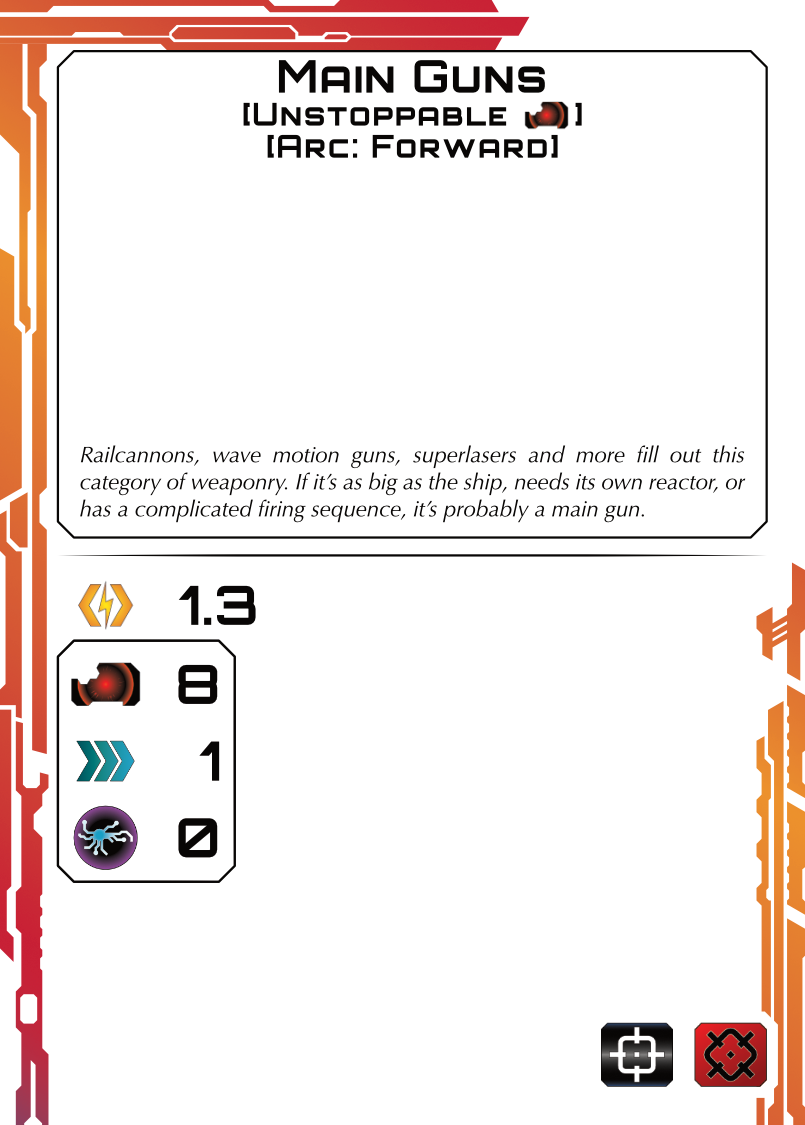 Main Guns
[Unstoppable ]
[Arc: Forward]
Railcannons, wave motion guns, superlasers and more fill out this
category of weaponry. If it's as big as the ship, needs its own reactor, or
has a complicated firing sequence, it's probably a main gun.
1.3
8
1
0